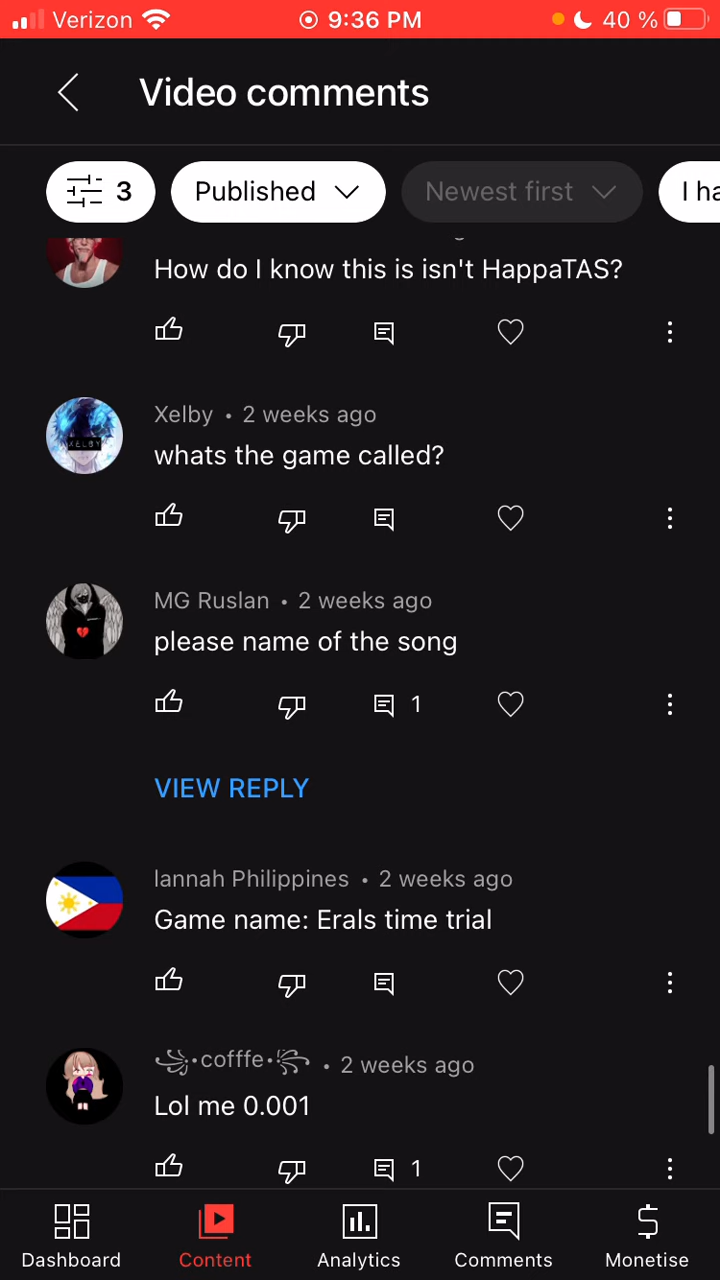 Verizon 9:36 PM 40 %
Video comments
3 Published Newest first I ha
How do I know this is isn't HappaTAS?
Xelby • 2 weeks ago
XELBY
whats the game called?
MG Ruslan • 2 weeks ago
please name of the song
1
VIEW REPLY
Iannah Philippines • 2 weeks ago
Game name: Erals time trial
꧁•cofffe•꧂ • 2 weeks ago
Lol me 0.001
1
Dashboard Content Analytics Comments Monetise